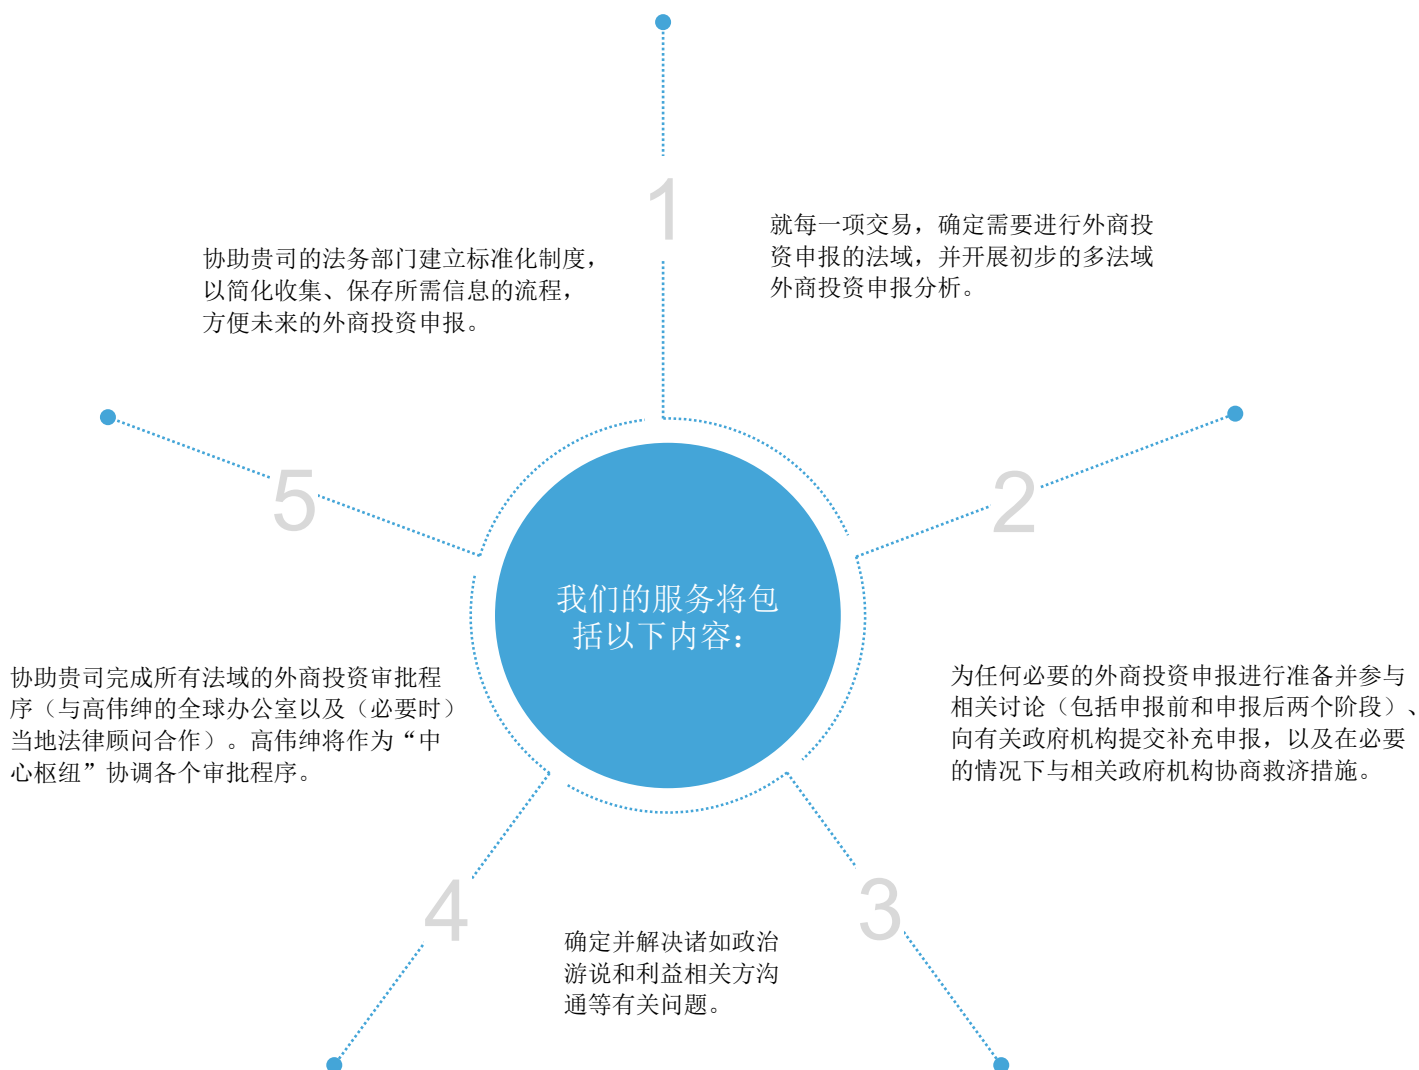 我们的服务将包
括以下内容：
1
就每一项交易，确定需要进行外商投
资申报的法域，并开展初步的多法域
外商投资申报分析。
2
为任何必要的外商投资申报进行准备并参与
相关讨论（包括申报前和申报后两个阶段）、
向有关政府机构提交补充申报，以及在必要
的情况下与相关政府机构协商救济措施。
3
确定并解决诸如政治
游说和利益相关方沟
通等有关问题。
4
协助贵司完成所有法域的外商投资审批程
序（与高伟绅的全球办公室以及（必要时）
当地法律顾问合作）。高伟绅将作为“中
心枢纽”协调各个审批程序。
5
协助贵司的法务部门建立标准化制度，
以简化收集、保存所需信息的流程，
方便未来的外商投资申报。